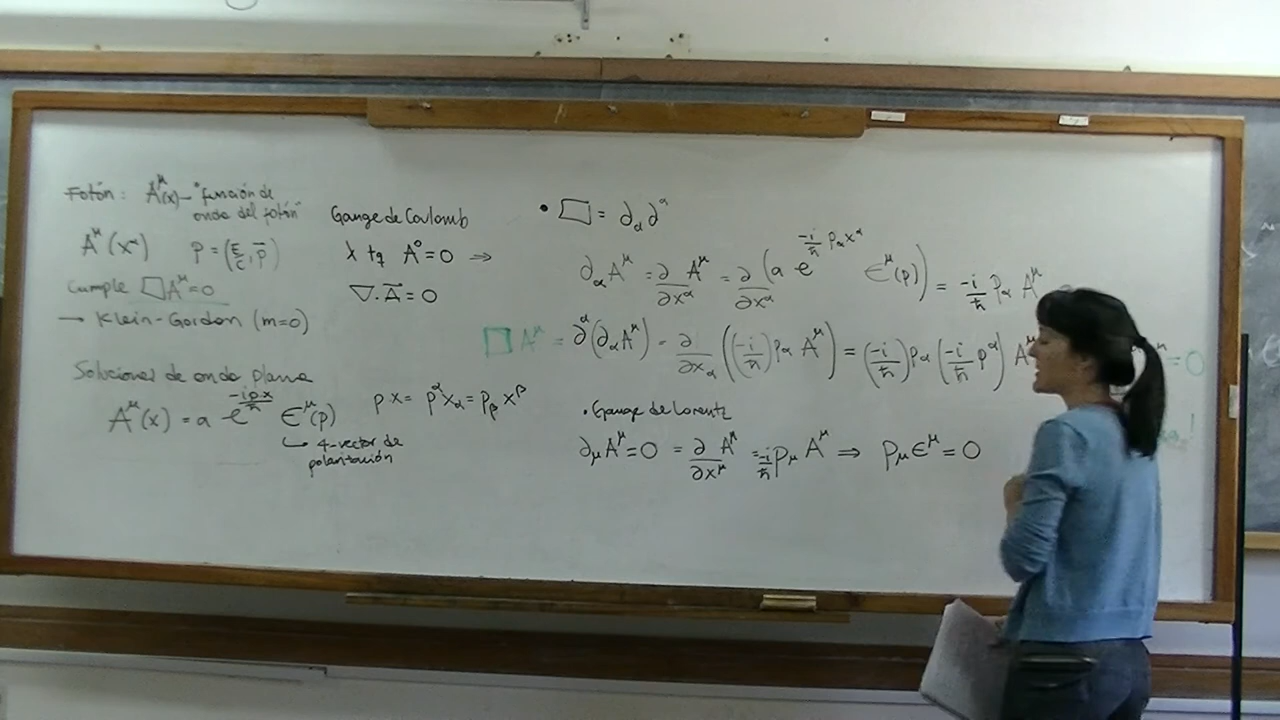 Fotón: A^μ(x) – "función de
onda del fotón"
A^μ(x^α) p = (E/c, p⃗)
Cumple □A^μ=0
→ Klein-Gordon (m=0)
Soluciones de onda plana
A^μ(x) = a e^{-ipx/ħ} ϵ^μ(p)
↳ 4-vector de
polarización
Gauge de Coulomb
λ tq A⁰=0 ⇒
∇·A⃗=0
px = p^α x_α = p_β x^β
• □ = ∂_α ∂^α
∂_α A^μ = ∂/∂x^α A^μ = ∂/∂x^α (a e^{-i/ħ p_α x^α} ϵ^μ(p)) = -i/ħ p_α A^μ
□ A^μ = ∂^α(∂_α A^μ) = ∂/∂x_α ((-i/ħ) p_α A^μ) = (-i/ħ) p_α (-i/ħ p^α) A^μ =0
• Gauge de Lorentz
∂_μ A^μ = 0 = ∂/∂x^μ A^μ = -i/ħ p_μ A^μ ⇒ p_μ ϵ^μ = 0